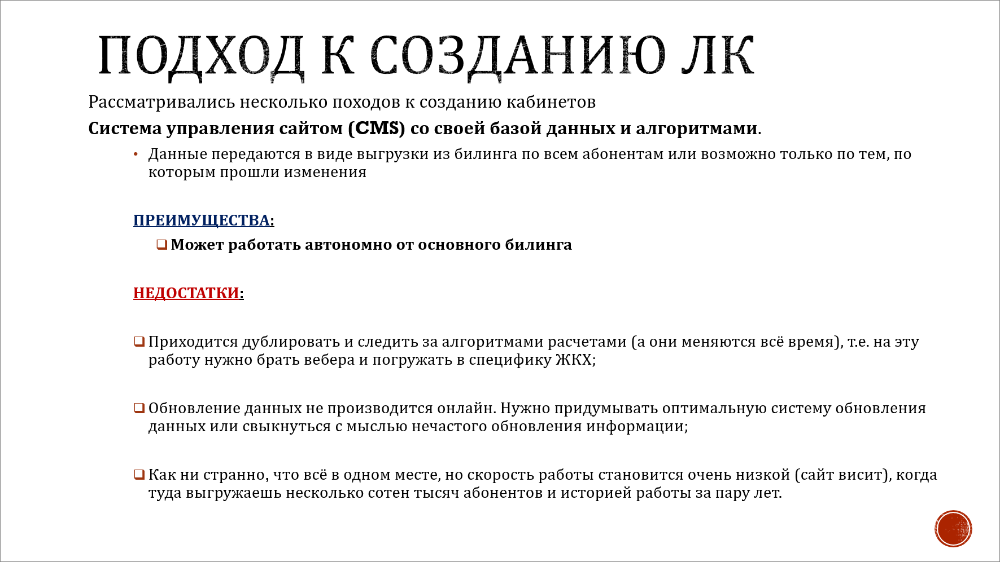 ПОДХОД К СОЗДАНИЮ ЛК
Рассматривались несколько походов к созданию кабинетов
Система управления сайтом (CMS) со своей базой данных и алгоритмами.
• Данные передаются в виде выгрузки из билинга по всем абонентам или возможно только по тем, по
которым прошли изменения
ПРЕИМУЩЕСТВА:
❑ Может работать автономно от основного билинга
НЕДОСТАТКИ:
❑ Приходится дублировать и следить за алгоритмами расчетами (а они меняются всё время), т.е. на эту
работу нужно брать вебера и погружать в специфику ЖКХ;
❑ Обновление данных не производится онлайн. Нужно придумывать оптимальную систему обновления
данных или свыкнуться с мыслью нечастого обновления информации;
❑ Как ни странно, что всё в одном месте, но скорость работы становится очень низкой (сайт висит), когда
туда выгружаешь несколько сотен тысяч абонентов и историей работы за пару лет.